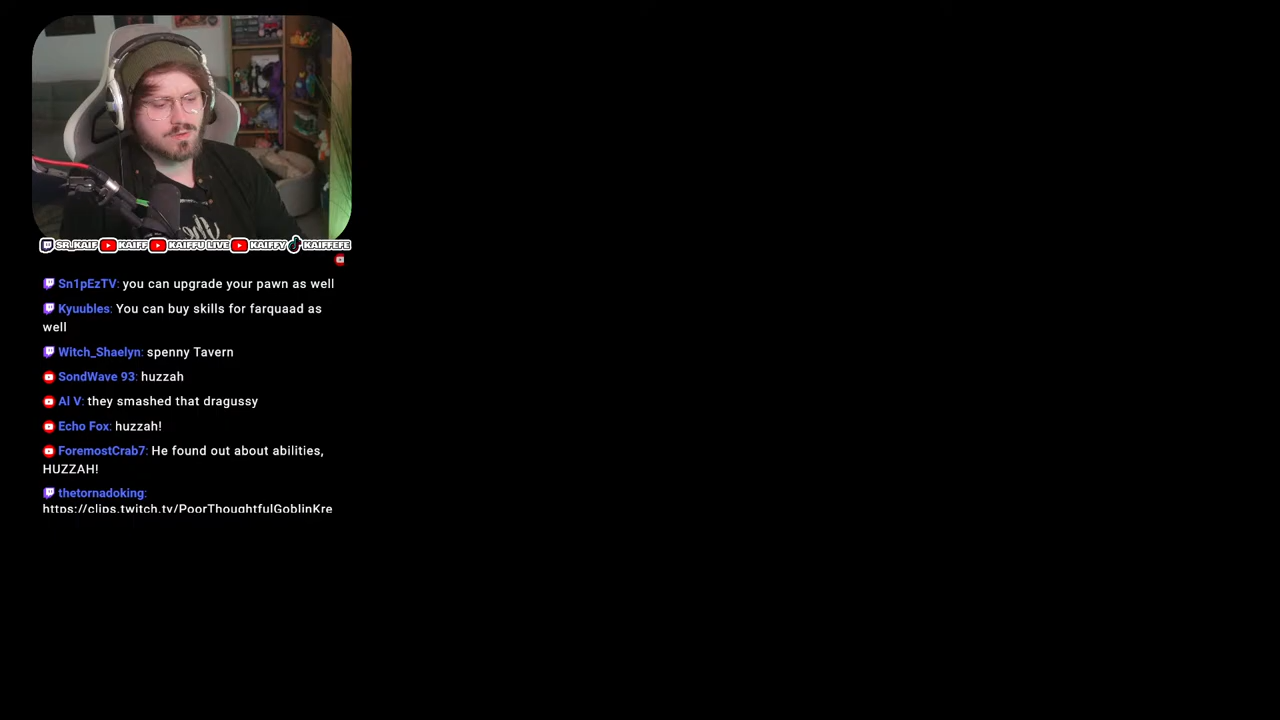 SR_KAIF KAIFF KAIFFU LIVE KAIFFY KAIFFEFE
Sn1pEzTV: you can upgrade your pawn as well
Kyuubles: You can buy skills for farquaad as
well
Witch_Shaelyn: spenny Tavern
SondWave 93: huzzah
Al V: they smashed that dragussy
Echo Fox: huzzah!
ForemostCrab7: He found out about abilities,
HUZZAH!
thetornadoking:
https://clips.twitch.tv/PoorThoughtfulGoblinKre